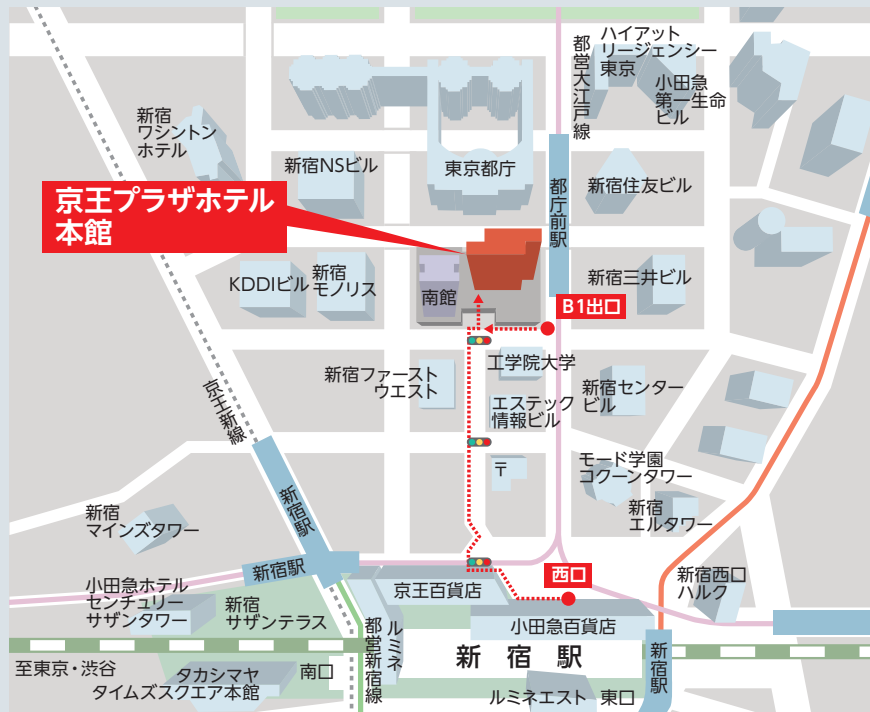 ハイアット
リージェンシー
東京
都営大江戸線
小田急
第一生命
ビル
新宿
ワシントン
ホテル
新宿NSビル
東京都庁
都庁前駅
新宿住友ビル
京王プラザホテル
本館
KDDIビル
新宿
モノリス
南館
新宿三井ビル
B1出口
工学院大学
新宿ファースト
ウエスト
新宿センター
ビル
エステック
情報ビル
京王新線
〒
モード学園
コクーンタワー
新宿駅
新宿
エルタワー
新宿
マインズタワー
新宿駅
西口
新宿西口
ハルク
小田急ホテル
センチュリー
サザンタワー
新宿
サザンテラス
京王百貨店
小田急百貨店
都営新宿線
ルミネ
新宿駅
新宿駅
至東京・渋谷
タカシマヤ
タイムズスクエア本館
南口
ルミネエスト
東口